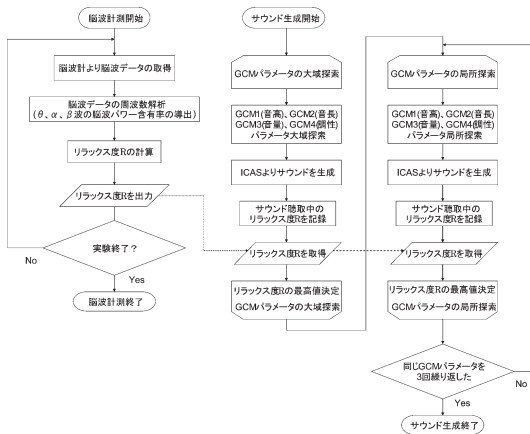 脳波計測開始
脳波計より脳波データの取得
脳波データの周波数解析
(θ、α、β波の脳波パワー含有率の導出)
リラックス度Rの計算
リラックス度Rを出力
実験終了？
No
Yes
脳波計測終了
サウンド生成開始
GCMパラメータの大域探索
GCM1(音高)、GCM2(音長)
GCM3(音量)、GCM4(調性)
パラメータ大域探索
ICASよりサウンドを生成
サウンド聴取中の
リラックス度Rを記録
リラックス度Rを取得
リラックス度Rの最高値決定
GCMパラメータの大域探索
GCMパラメータの局所探索
GCM1(音高)、GCM2(音長)
GCM3(音量)、GCM4(調性)
パラメータ局所探索
ICASよりサウンドを生成
サウンド聴取中の
リラックス度Rを記録
リラックス度Rを取得
リラックス度Rの最高値決定
GCMパラメータの局所探索
同じGCMパラメータを
3回繰り返した
No
Yes
サウンド生成終了